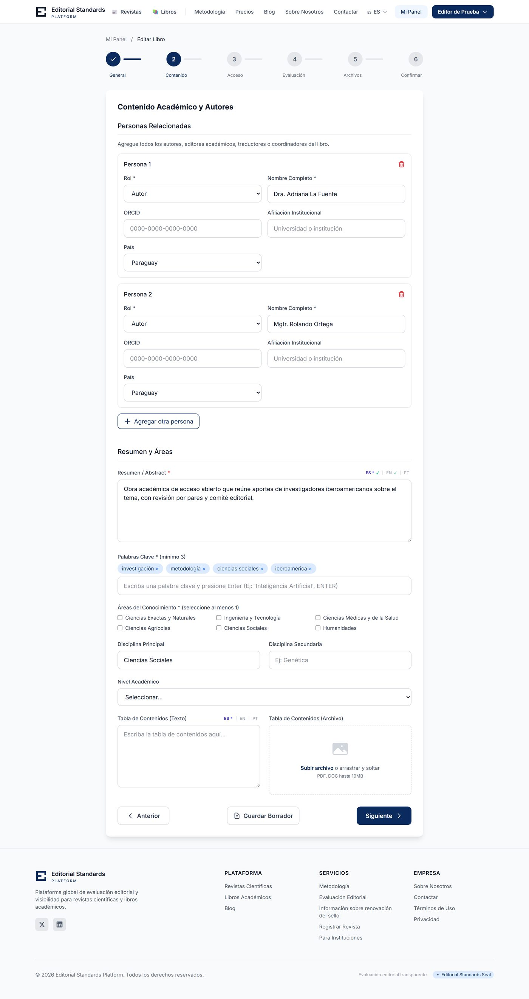 Editorial Standards
PLATFORM
Revistas
Libros
Metodología
Precios
Blog
Sobre Nosotros
Contactar
ES ES
Mi Panel
Editor de Prueba
Mi Panel / Editar Libro
2
3
4
5
6
General
Contenido
Acceso
Evaluación
Archivos
Confirmar
Contenido Académico y Autores
Personas Relacionadas
Agregue todos los autores, editores académicos, traductores o coordinadores del libro.
Persona 1
Rol *
Nombre Completo *
Autor
Dra. Adriana La Fuente
ORCID
Afiliación Institucional
0000-0000-0000-0000
Universidad o institución
País
Paraguay
Persona 2
Rol *
Nombre Completo *
Autor
Mgtr. Rolando Ortega
ORCID
Afiliación Institucional
0000-0000-0000-0000
Universidad o institución
País
Paraguay
Agregar otra persona
Resumen y Áreas
Resumen / Abstract *
ES * ✓ | EN ✓ | PT
Obra académica de acceso abierto que reúne aportes de investigadores iberoamericanos sobre el
tema, con revisión por pares y comité editorial.
Palabras Clave * (mínimo 3)
investigación ×
metodología ×
ciencias sociales ×
iberoamérica ×
Escriba una palabra clave y presione Enter (Ej: 'Inteligencia Artificial', ENTER)
Áreas del Conocimiento * (seleccione al menos 1)
Ciencias Exactas y Naturales
Ingeniería y Tecnología
Ciencias Médicas y de la Salud
Ciencias Agrícolas
Ciencias Sociales
Humanidades
Disciplina Principal
Disciplina Secundaria
Ciencias Sociales
Ej: Genética
Nivel Académico
Seleccionar...
Tabla de Contenidos (Texto)
ES * | EN | PT
Tabla de Contenidos (Archivo)
Escriba la tabla de contenidos aquí...
Subir archivo o arrastrar y soltar
PDF, DOC hasta 10MB
Anterior
Guardar Borrador
Siguiente
Editorial Standards
PLATFORM
Plataforma global de evaluación editorial y
visibilidad para revistas científicas y libros
académicos.
PLATAFORMA
Revistas Científicas
Libros Académicos
Blog
SERVICIOS
Metodología
Evaluación Editorial
Información sobre renovación
del sello
Registrar Revista
Para Instituciones
EMPRESA
Sobre Nosotros
Contactar
Términos de Uso
Privacidad
© 2026 Editorial Standards Platform. Todos los derechos reservados.
Evaluación editorial transparente
• Editorial Standards Seal